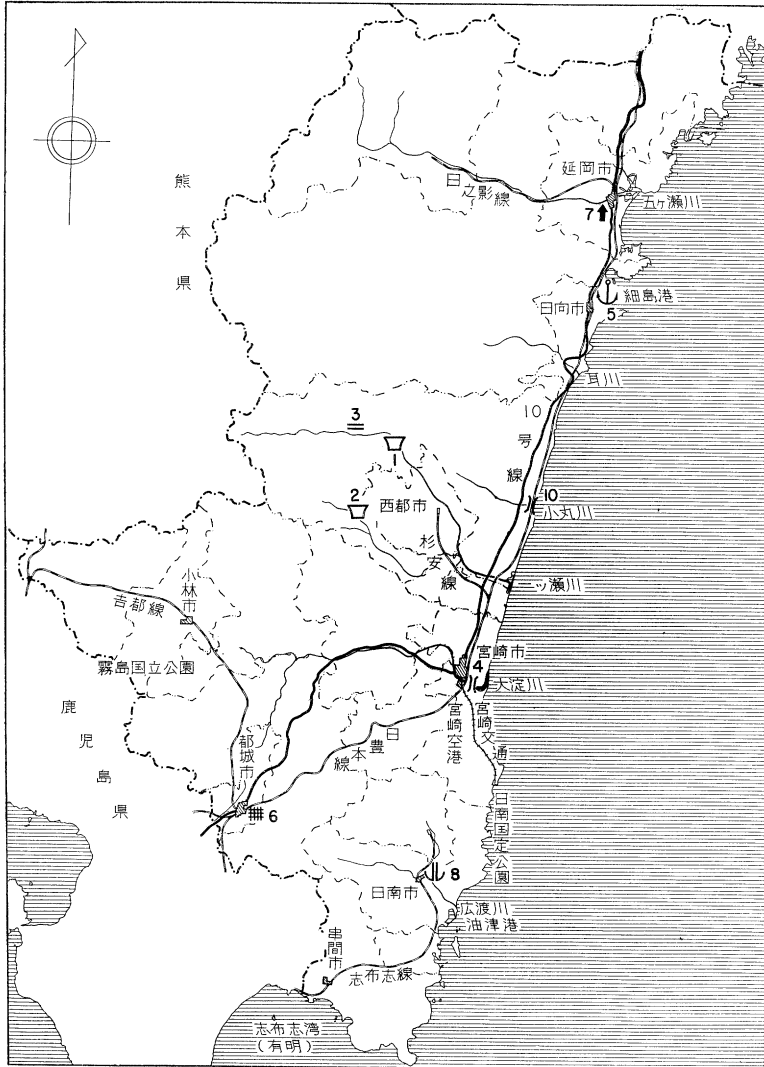 熊本県
延岡市
日之影線
五ヶ瀬川
7
細島港
日向市
5
耳川
10号線
3
1
2
西都市
10
小丸川
杉安線
一ッ瀬川
小林市
吉都線
宮崎市
4
大淀川
霧島国立公園
宮崎空港
宮崎交通
鹿児島県
都城市
日豊本線
6
日南国定公園
8
日南市
広渡川
油津港
串間市
志布志線
志布志湾
(有明)